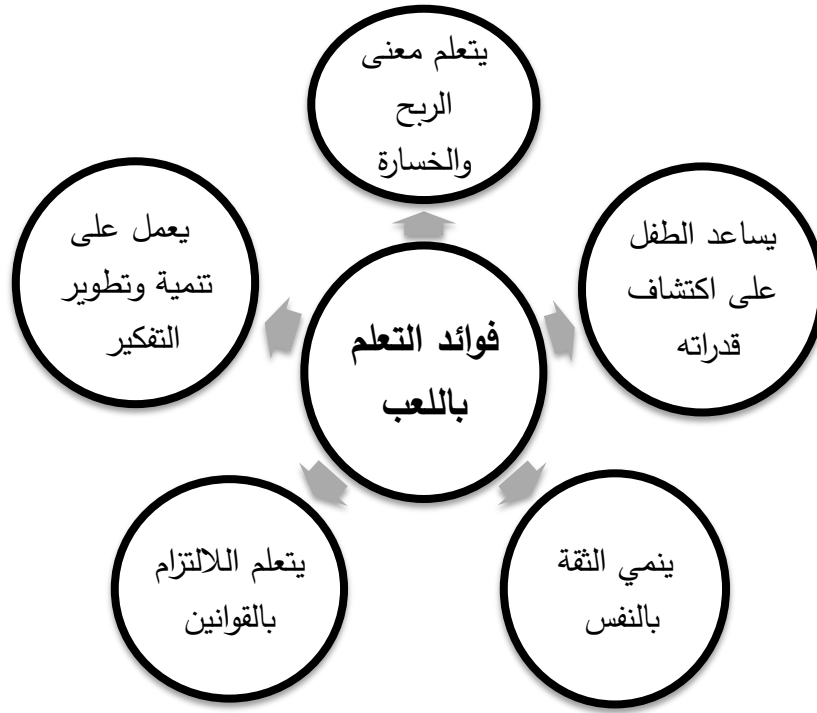 فوائد التعلم
باللعب
يتعلم معنى
الربح
والخسارة
يساعد الطفل
على اكتشاف
قدراته
ينمي الثقة
بالنفس
يتعلم اللالتزام
بالقوانين
يعمل على
تنمية وتطوير
التفكير